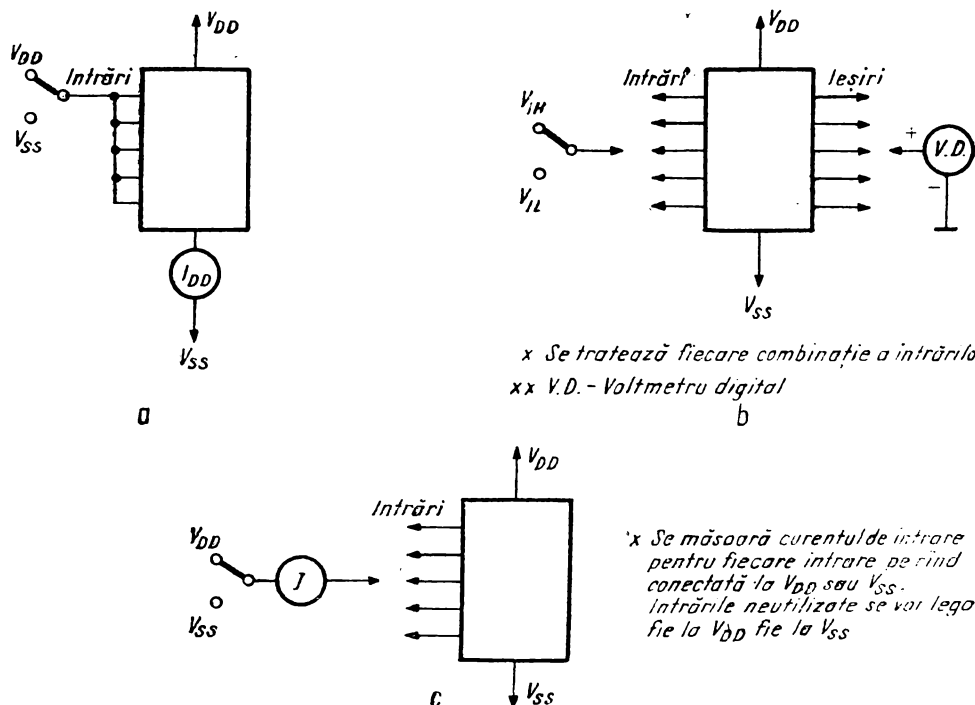 V_DD
V_DD
Intrări
V_SS
I_DD
V_SS
a
V_DD
Intrări
Ieșiri
V_IH
V_IL
+
V.D.
−
V_SS
x Se tratează fiecare combinație a intrărilo
xx V.D. – Voltmetru digital
b
V_DD
Intrări
V_DD
I
V_SS
V_SS
c
x Se măsoară curentul de intrare
pentru fiecare intrare pe rînd
conectată la V_DD sau V_SS.
Intrările neutilizate se vor lega
fie la V_DD fie la V_SS